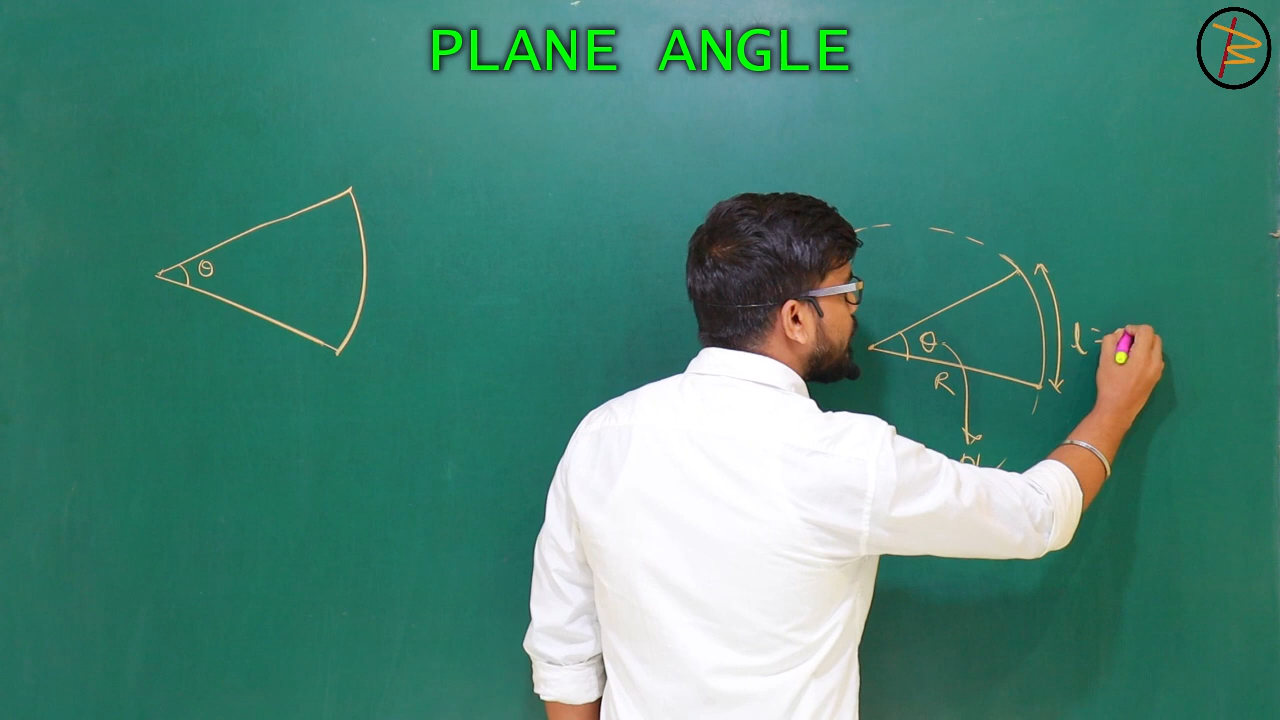 PLANE ANGLE
θ
θ
R
l =